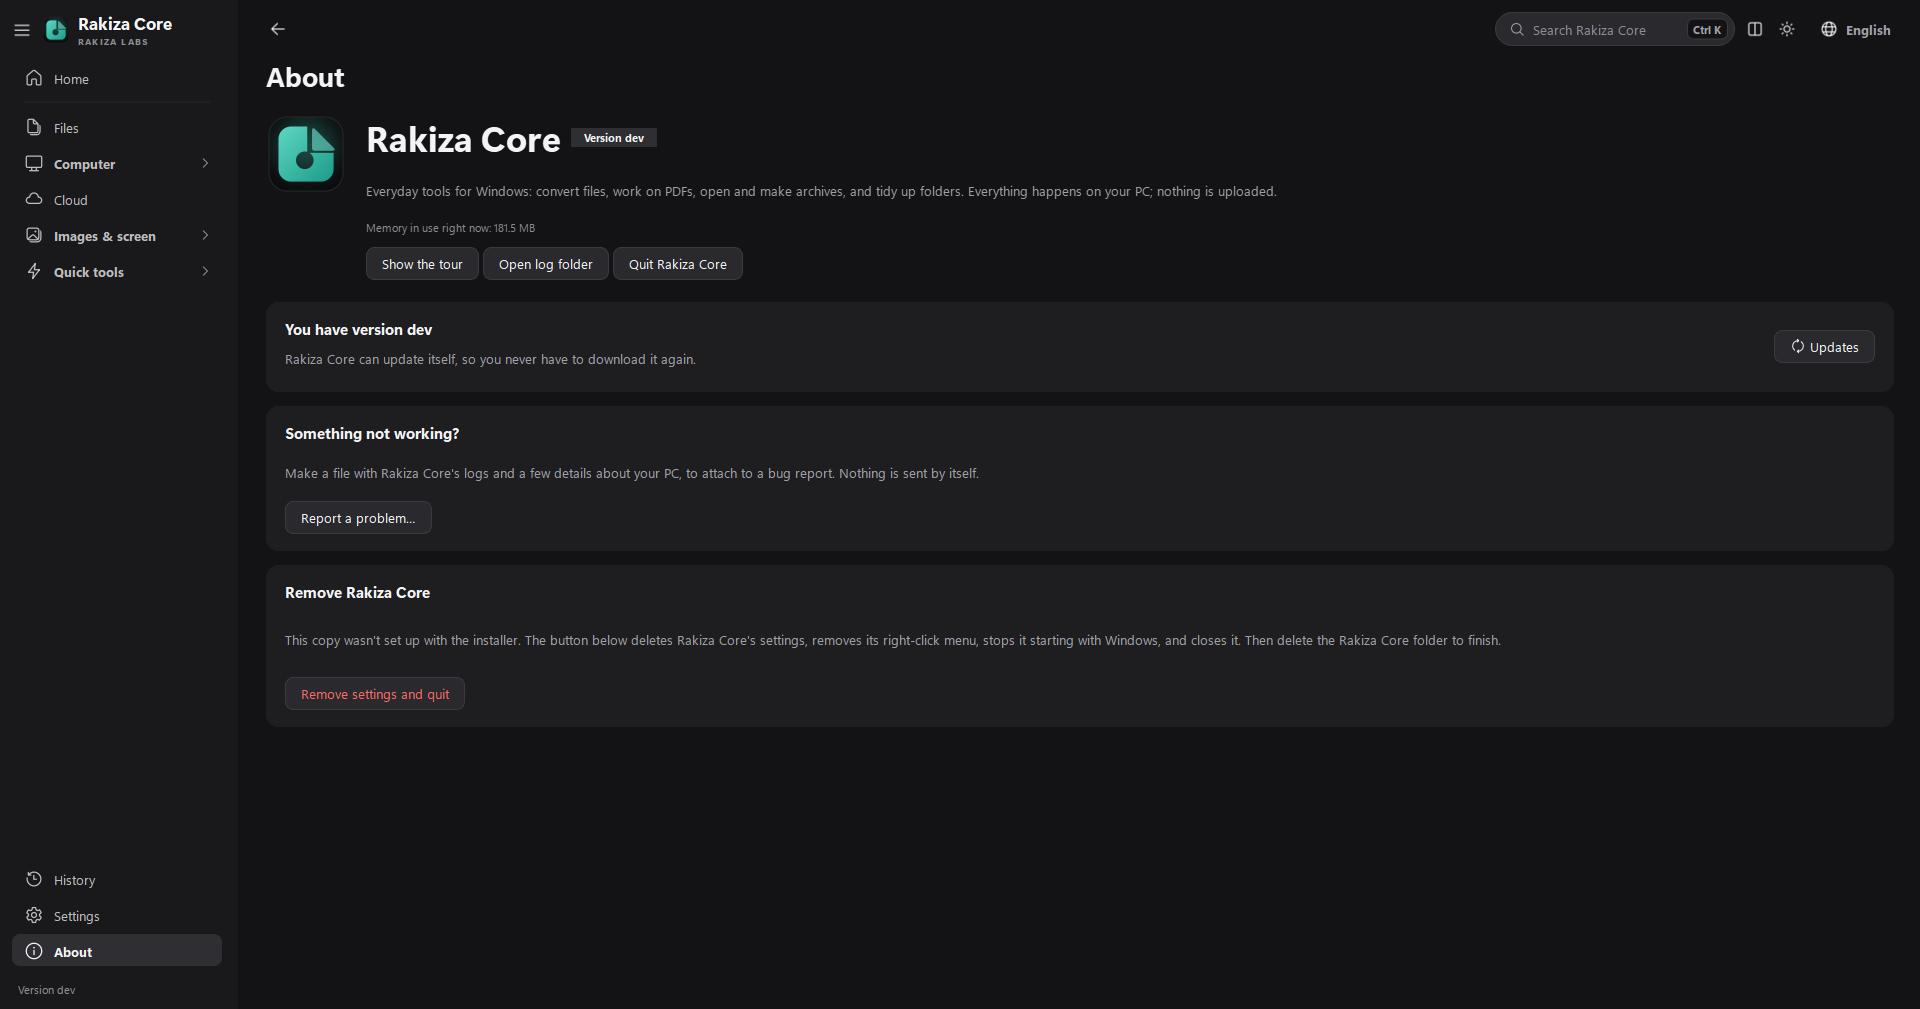 Rakiza Core
RAKIZA LABS
Home
Files
Computer
Cloud
Images & screen
Quick tools
History
Settings
About
Version dev
Search Rakiza Core
Ctrl K
English
About
Rakiza Core
Version dev
Everyday tools for Windows: convert files, work on PDFs, open and make archives, and tidy up folders. Everything happens on your PC; nothing is uploaded.
Memory in use right now: 181.5 MB
Show the tour
Open log folder
Quit Rakiza Core
You have version dev
Rakiza Core can update itself, so you never have to download it again.
Updates
Something not working?
Make a file with Rakiza Core's logs and a few details about your PC, to attach to a bug report. Nothing is sent by itself.
Report a problem...
Remove Rakiza Core
This copy wasn't set up with the installer. The button below deletes Rakiza Core's settings, removes its right-click menu, stops it starting with Windows, and closes it. Then delete the Rakiza Core folder to finish.
Remove settings and quit